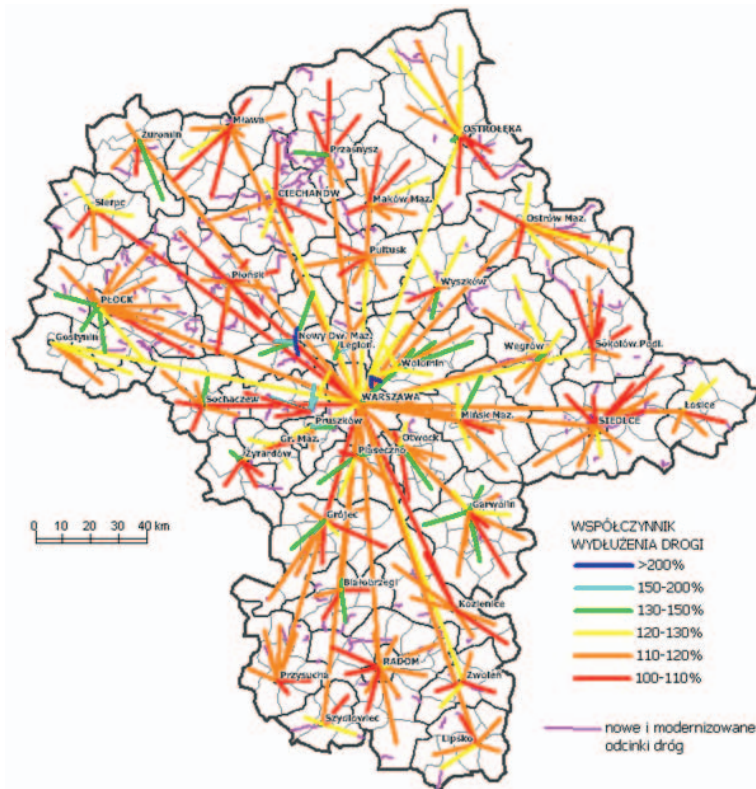 Żuromin
Mława
OSTROŁĘKA
Przasnysz
CIECHANÓW
Maków Maz.
Sierpc
Ostrów Maz.
Pułtusk
Płońsk
Wyszków
PŁOCK
Nowy Dw. Maz.
Legion.
Gostynin
Wołomin
Węgrów
Sokołów Podl.
WARSZAWA
Sochaczew
Łosice
Pruszków
Mińsk Maz.
SIEDLCE
Gr. Maz.
Otwock
Żyrardów
Piaseczno
Garwolin
Grójec
0 10 20 30 40 km
WSPÓŁCZYNNIK
WYDŁUŻENIA DROGI
>200%
150-200%
130-150%
120-130%
110-120%
100-110%
Białobrzegi
Kozienice
RADOM
Przysucha
Zwoleń
Szydłowiec
Lipsko
nowe i modernizowane
odcinki dróg